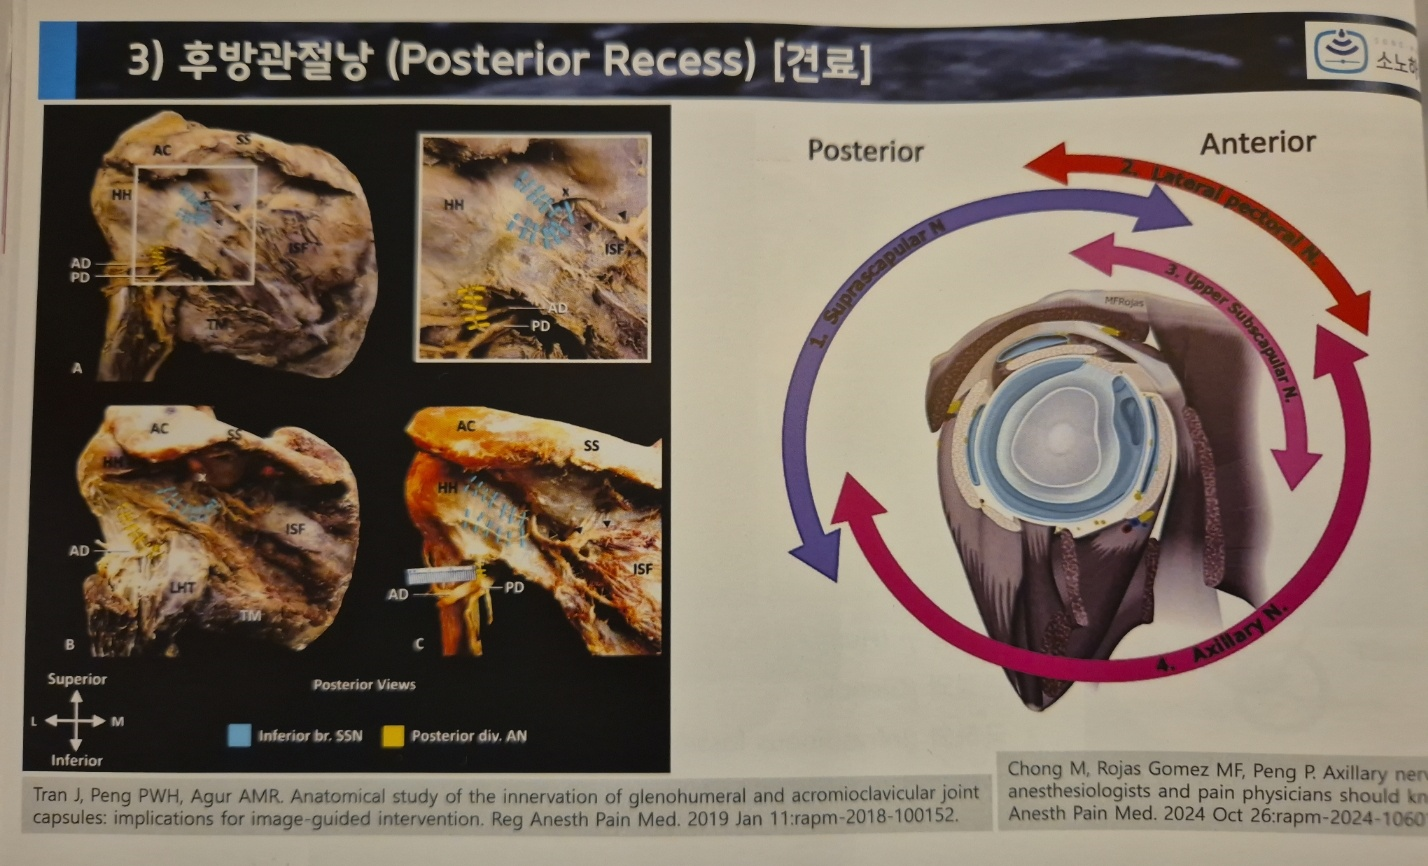 3) 후방관절낭 (Posterior Recess) [견료]
소노하
AC
SS
HH
x
ISF
AD
PD
TM
A
HH
x
ISF
AD
PD
AC
SS
HH
x
ISF
AD
LHT
TM
B
AC
SS
HH
ISF
PD
AD
C
Superior
L
M
Inferior
Posterior Views
Inferior br. SSN
Posterior div. AN
Posterior
Anterior
1. Suprascapular N
2. Lateral pectoral N.
3. Upper Subscapular N.
4. Axillary N.
MFRojas
Tran J, Peng PWH, Agur AMR. Anatomical study of the innervation of glenohumeral and acromioclavicular joint
capsules: implications for image-guided intervention. Reg Anesth Pain Med. 2019 Jan 11:rapm-2018-100152.
Chong M, Rojas Gomez MF, Peng P. Axillary ner
anesthesiologists and pain physicians should kn
Anesth Pain Med. 2024 Oct 26:rapm-2024-1060